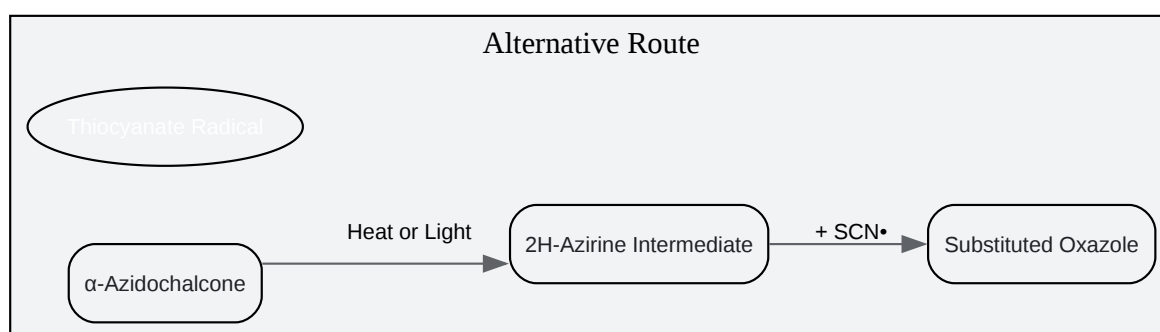 Alternative Route
Thiocyanate Radical
Heat or Light
2H-Azirine Intermediate
+ SCN•
Substituted Oxazole
α-Azidochalcone